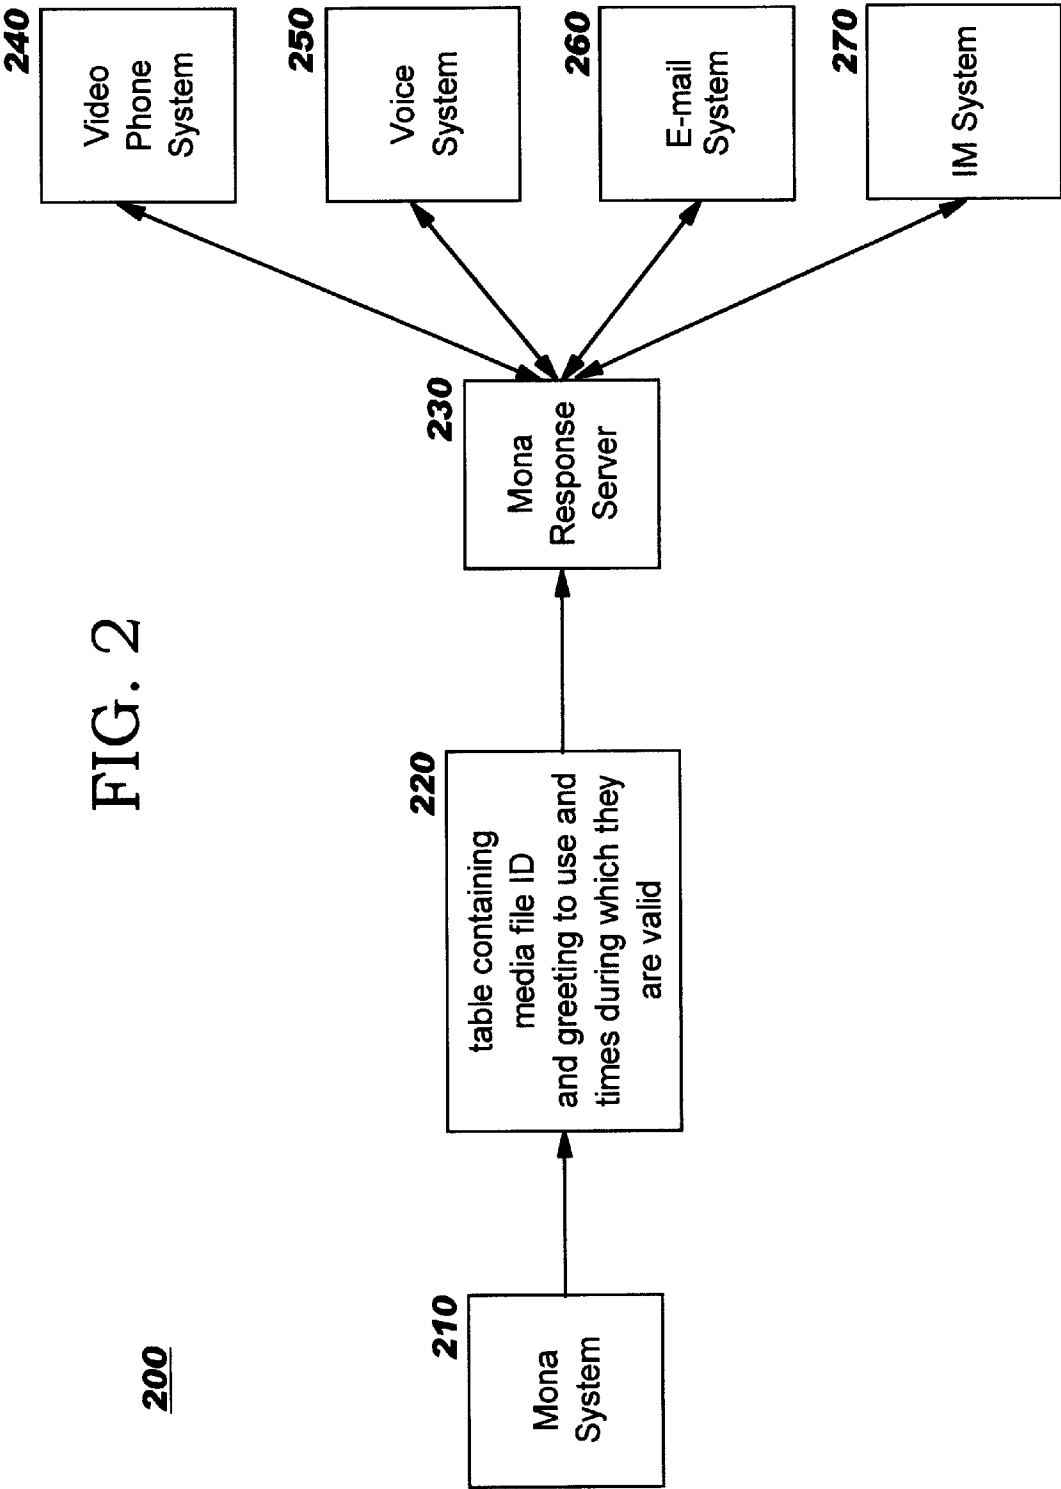 FIG. 2
200
210
Mona
System
220
table containing
media file ID
and greeting to use and
times during which they
are valid
230
Mona
Response
Server
240
Video
Phone
System
250
Voice
System
260
E-mail
System
270
IM System